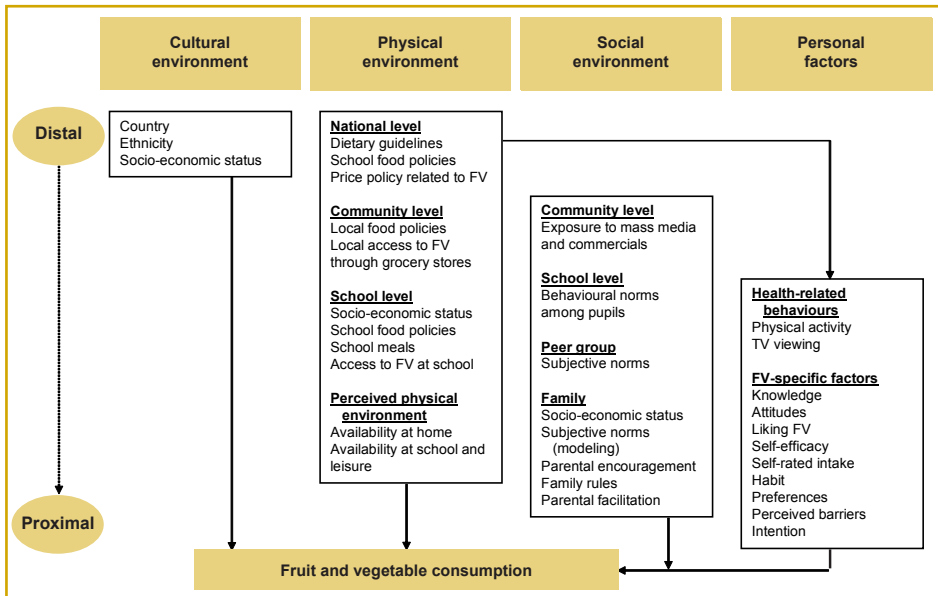 Cultural
environment
Physical
environment
Social
environment
Personal
factors
Distal
Country
Ethnicity
Socio-economic status
National level
Dietary guidelines
School food policies
Price policy related to FV
Community level
Local food policies
Local access to FV
through grocery stores
School level
Socio-economic status
School food policies
School meals
Access to FV at school
Perceived physical
environment
Availability at home
Availability at school and
leisure
Community level
Exposure to mass media
and commercials
School level
Behavioural norms
among pupils
Peer group
Subjective norms
Family
Socio-economic status
Subjective norms
(modeling)
Parental encouragement
Family rules
Parental facilitation
Health-related
behaviours
Physical activity
TV viewing
FV-specific factors
Knowledge
Attitudes
Liking FV
Self-efficacy
Self-rated intake
Habit
Preferences
Perceived barriers
Intention
Proximal
Fruit and vegetable consumption